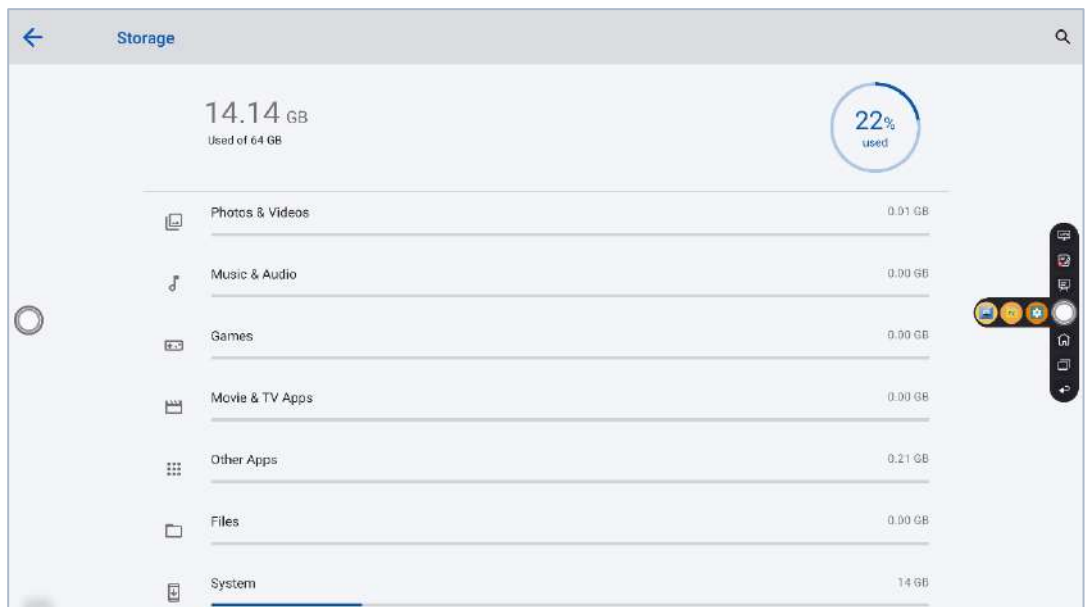 Storage
14.14 GB
Used of 64 GB
22%
used
Photos & Videos 0.01 GB
Music & Audio 0.00 GB
Games 0.00 GB
Movie & TV Apps 0.00 GB
Other Apps 0.21 GB
Files 0.00 GB
System 14 GB